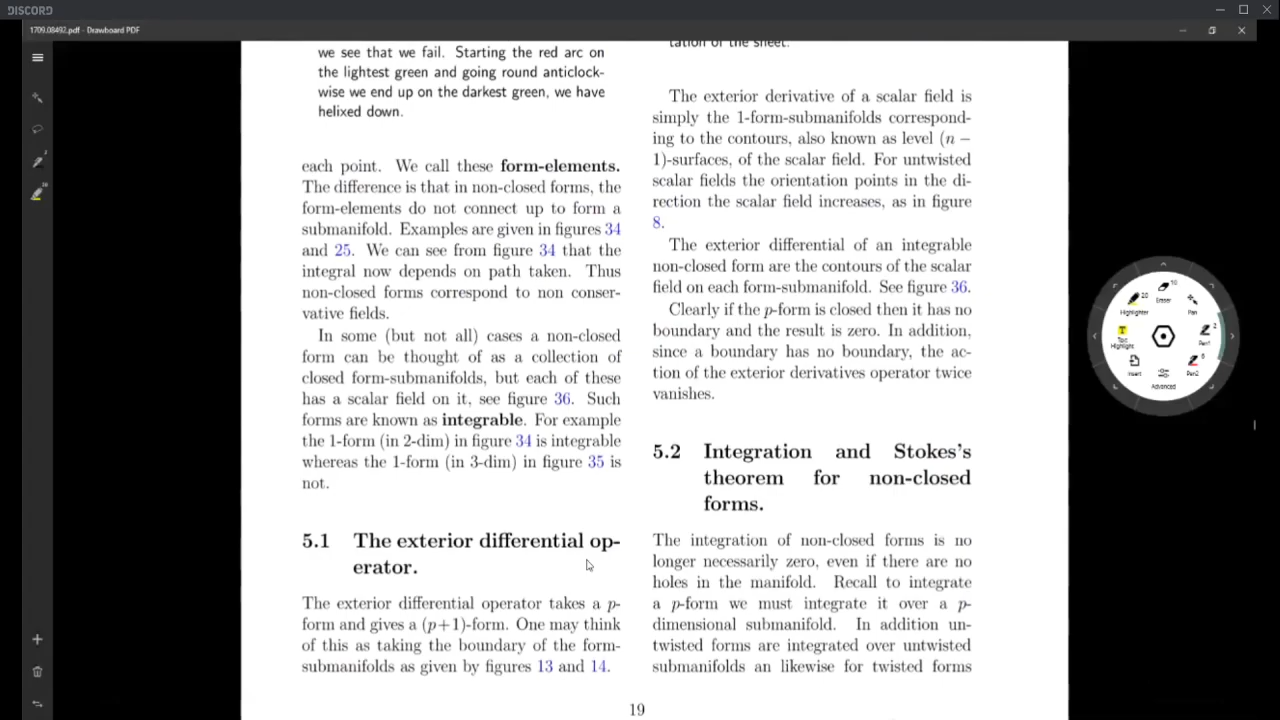 DISCORD
1709.08492.pdf - Drawboard PDF
we see that we fail. Starting the red arc on
the lightest green and going round anticlock-
wise we end up on the darkest green, we have
helixed down.
each point. We call these form-elements.
The difference is that in non-closed forms, the
form-elements do not connect up to form a
submanifold. Examples are given in figures 34
and 25. We can see from figure 34 that the
integral now depends on path taken. Thus
non-closed forms correspond to non conser-
vative fields.
In some (but not all) cases a non-closed
form can be thought of as a collection of
closed form-submanifolds, but each of these
has a scalar field on it, see figure 36. Such
forms are known as integrable. For example
the 1-form (in 2-dim) in figure 34 is integrable
whereas the 1-form (in 3-dim) in figure 35 is
not.
5.1 The exterior differential op-
erator.
The exterior differential operator takes a p-
form and gives a (p+1)-form. One may think
of this as taking the boundary of the form-
submanifolds as given by figures 13 and 14.
tation of the sheet.
The exterior derivative of a scalar field is
simply the 1-form-submanifolds correspond-
ing to the contours, also known as level (n −
1)-surfaces, of the scalar field. For untwisted
scalar fields the orientation points in the di-
rection the scalar field increases, as in figure
8.
The exterior differential of an integrable
non-closed form are the contours of the scalar
field on each form-submanifold. See figure 36.
Clearly if the p-form is closed then it has no
boundary and the result is zero. In addition,
since a boundary has no boundary, the ac-
tion of the exterior derivatives operator twice
vanishes.
5.2 Integration and Stokes's
theorem for non-closed
forms.
The integration of non-closed forms is no
longer necessarily zero, even if there are no
holes in the manifold. Recall to integrate
a p-form we must integrate it over a p-
dimensional submanifold. In addition un-
twisted forms are integrated over untwisted
submanifolds an likewise for twisted forms
19
Eraser
Highlighter
Pan
Text
Highlight
Pen1
Insert
Pen2
Advanced